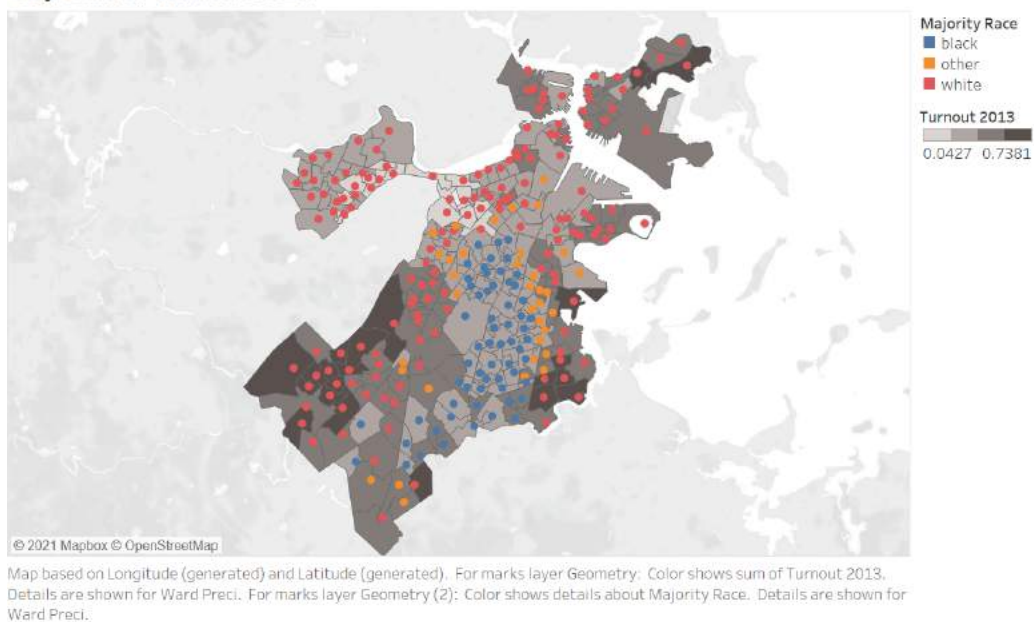 Majority Race
black
other
white
Turnout 2013
0.0427 0.7381
© 2021 Mapbox © OpenStreetMap
Map based on Longitude (generated) and Latitude (generated). For marks layer Geometry: Color shows sum of Turnout 2013.
Details are shown for Ward Preci. For marks layer Geometry (2): Color shows details about Majority Race. Details are shown for
Ward Preci.